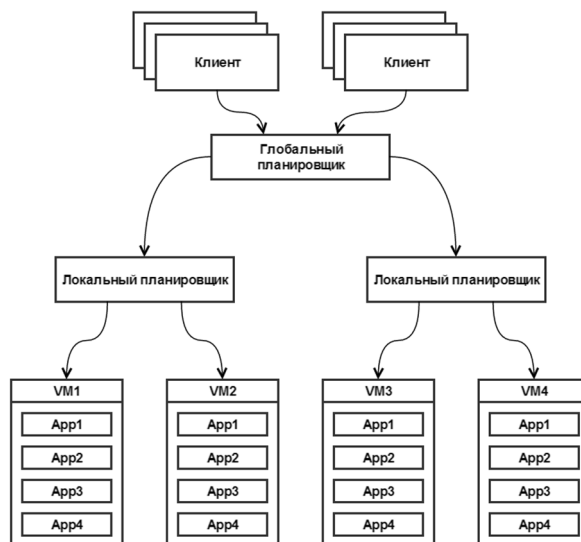 Клиент
Клиент
Глобальный
планировщик
Локальный планировщик
Локальный планировщик
VM1
VM2
VM3
VM4
App1
App1
App1
App1
App2
App2
App2
App2
App3
App3
App3
App3
App4
App4
App4
App4